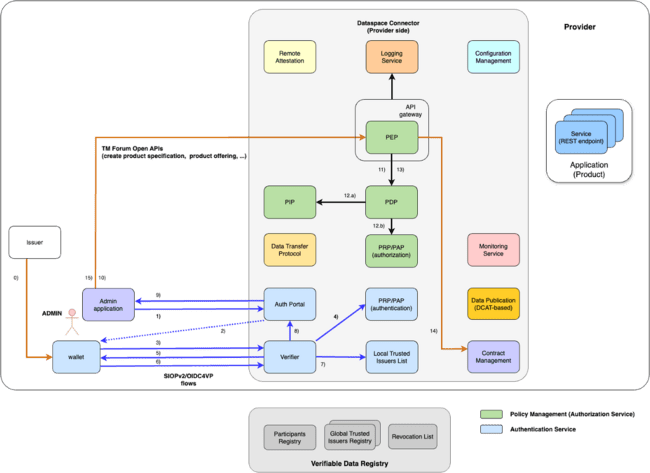 Dataspace Connector
(Provider side)
Provider
Remote
Attestation
Logging
Service
Configuration
Management
API
gateway
PEP
Service
(REST endpoint)
Application
(Product)
TM Forum Open APIs
(create product specification, product offering, ...)
11)
13)
PIP
12.a)
PDP
12.b)
Issuer
Data Transfer
Protocol
PRP/PAP
(authorization)
Monitoring
Service
0)
15)
10)
ADMIN
Admin
application
9)
1)
Auth Portal
PRP/PAP
(authentication)
Data Publication
(DCAT-based)
2)
8)
4)
14)
wallet
3)
5)
6)
Verifier
7)
Local Trusted
Issuers List
Contract
Management
SIOPv2/OIDC4VP
flows
Participants
Registry
Global Trusted
Issuers Registry
Revocation List
Verifiable Data Registry
Policy Management (Authorization Service)
Authentication Service